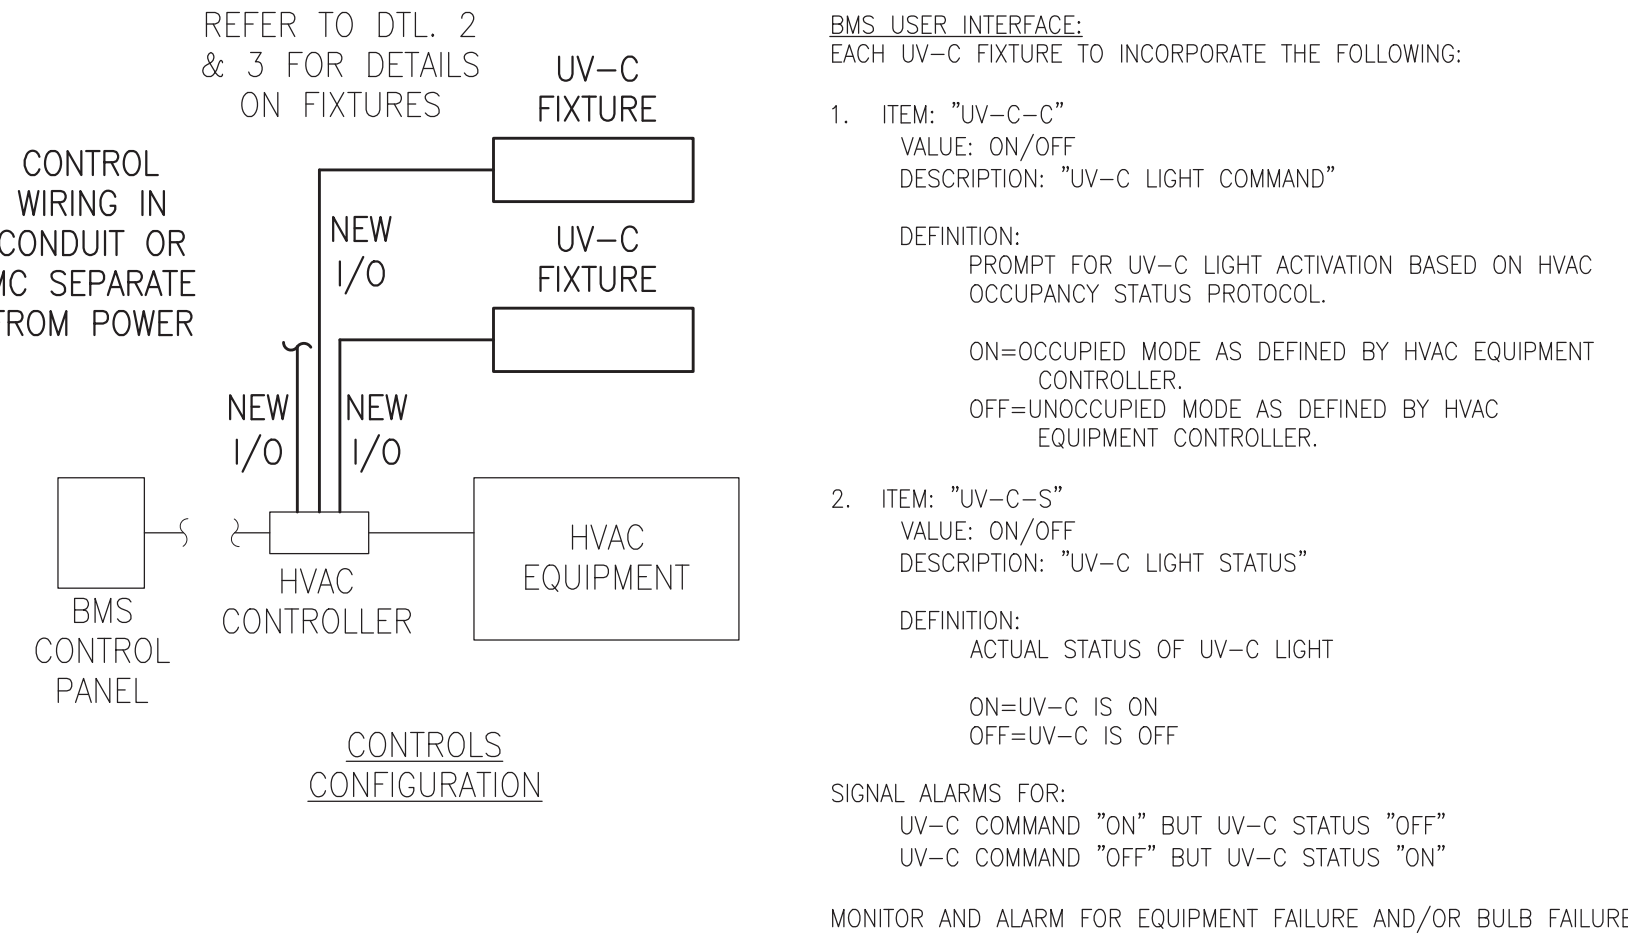 REFER TO DTL. 2
& 3 FOR DETAILS
ON FIXTURES
UV-C
FIXTURE
CONTROL
WIRING IN
CONDUIT OR
MC SEPARATE
FROM POWER
NEW
I/O
UV-C
FIXTURE
NEW
I/O
NEW
I/O
HVAC
EQUIPMENT
HVAC
CONTROLLER
BMS
CONTROL
PANEL
CONTROLS
CONFIGURATION
BMS USER INTERFACE:
EACH UV-C FIXTURE TO INCORPORATE THE FOLLOWING:
1. ITEM: "UV-C-C"
VALUE: ON/OFF
DESCRIPTION: "UV-C LIGHT COMMAND"
DEFINITION:
PROMPT FOR UV-C LIGHT ACTIVATION BASED ON HVAC
OCCUPANCY STATUS PROTOCOL.
ON=OCCUPIED MODE AS DEFINED BY HVAC EQUIPMENT
CONTROLLER.
OFF=UNOCCUPIED MODE AS DEFINED BY HVAC
EQUIPMENT CONTROLLER.
2. ITEM: "UV-C-S"
VALUE: ON/OFF
DESCRIPTION: "UV-C LIGHT STATUS"
DEFINITION:
ACTUAL STATUS OF UV-C LIGHT
ON=UV-C IS ON
OFF=UV-C IS OFF
SIGNAL ALARMS FOR:
UV-C COMMAND "ON" BUT UV-C STATUS "OFF"
UV-C COMMAND "OFF" BUT UV-C STATUS "ON"
MONITOR AND ALARM FOR EQUIPMENT FAILURE AND/OR BULB FAILURE